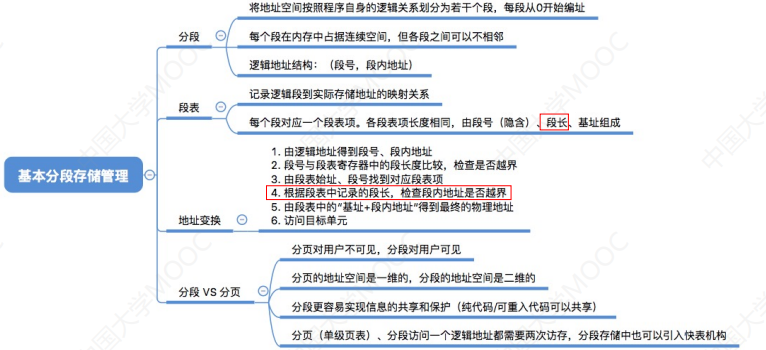 将地址空间按照程序自身的逻辑关系划分为若干个段，每段从0开始编址
分段
每个段在内存中占据连续空间，但各段之间可以不相邻
逻辑地址结构：（段号，段内地址）
记录逻辑段到实际存储地址的映射关系
段表
每个段对应一个段表项。各段表项长度相同，由段号（隐含）、段长、基址组成
基本分段存储管理
1. 由逻辑地址得到段号、段内地址
2. 段号与段表寄存器中的段长度比较，检查是否越界
3. 由段表始址、段号找到对应段表项
4. 根据段表中记录的段长，检查段内地址是否越界
5. 由段表中的“基址+段内地址”得到最终的物理地址
6. 访问目标单元
地址变换
分页对用户不可见，分段对用户可见
分页的地址空间是一维的，分段的地址空间是二维的
分段 VS 分页
分段更容易实现信息的共享和保护（纯代码/可重入代码可以共享）
分页（单级页表）、分段访问一个逻辑地址都需要两次访存，分段存储中也可以引入快表机构
中国大学MOOC